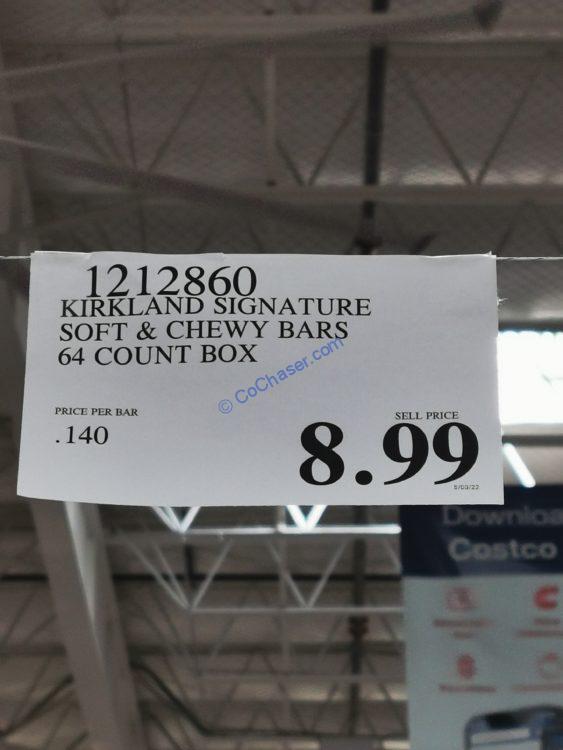 1212860
KIRKLAND SIGNATURE
SOFT & CHEWY BARS
64 COUNT BOX
© CoChaser.com
PRICE PER BAR
.140
SELL PRICE
8.99
Costco